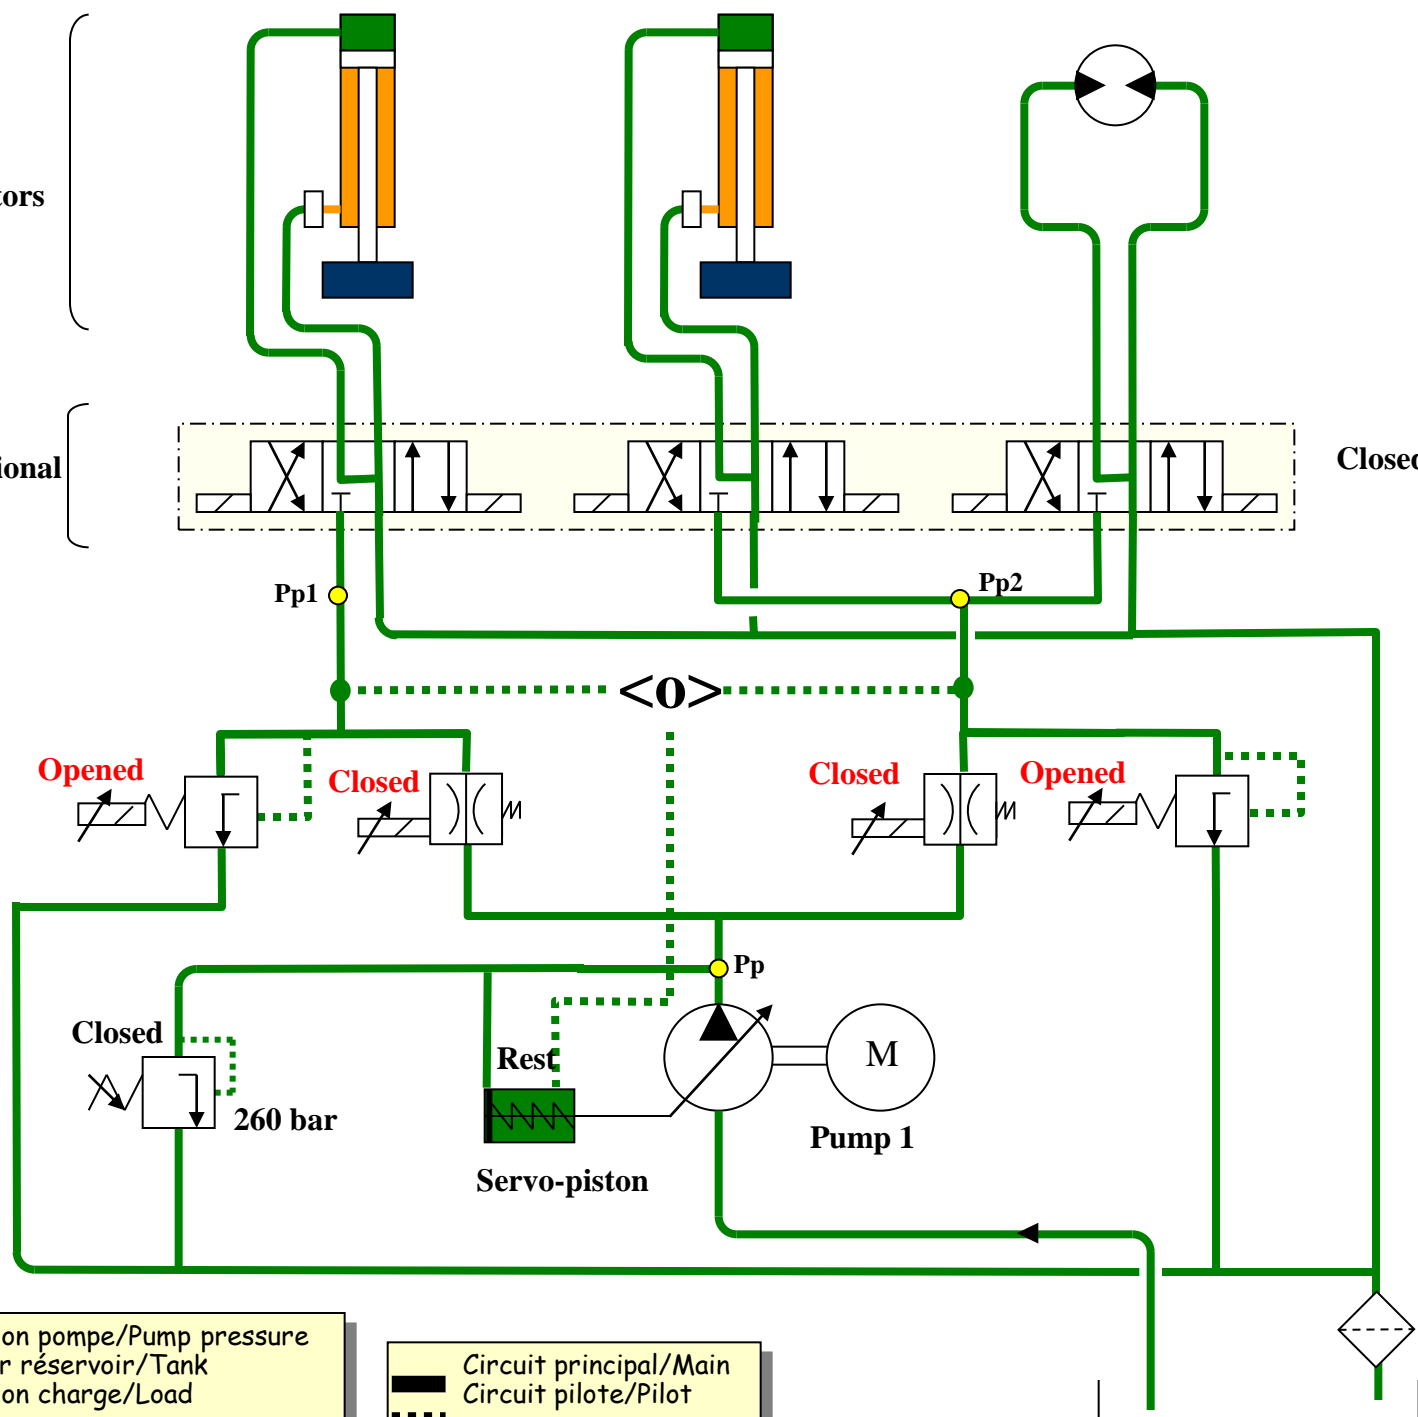 tors
ional
Closed
Pp1
Pp2
<o>
Opened
Closed
Closed
Opened
Pp
Closed
Rest
M
260 bar
Pump 1
Servo-piston
on pompe/Pump pressure
r réservoir/Tank
on charge/Load
Circuit principal/Main
Circuit pilote/Pilot